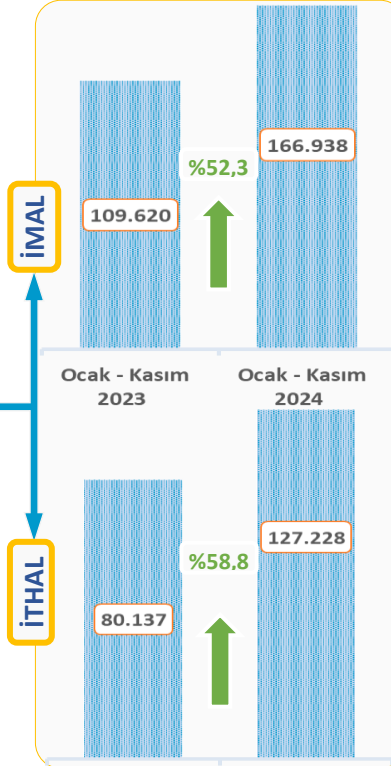 İMAL
109.620
%52,3
166.938
Ocak - Kasım
2023
Ocak - Kasım
2024
İTHAL
80.137
%58,8
127.228